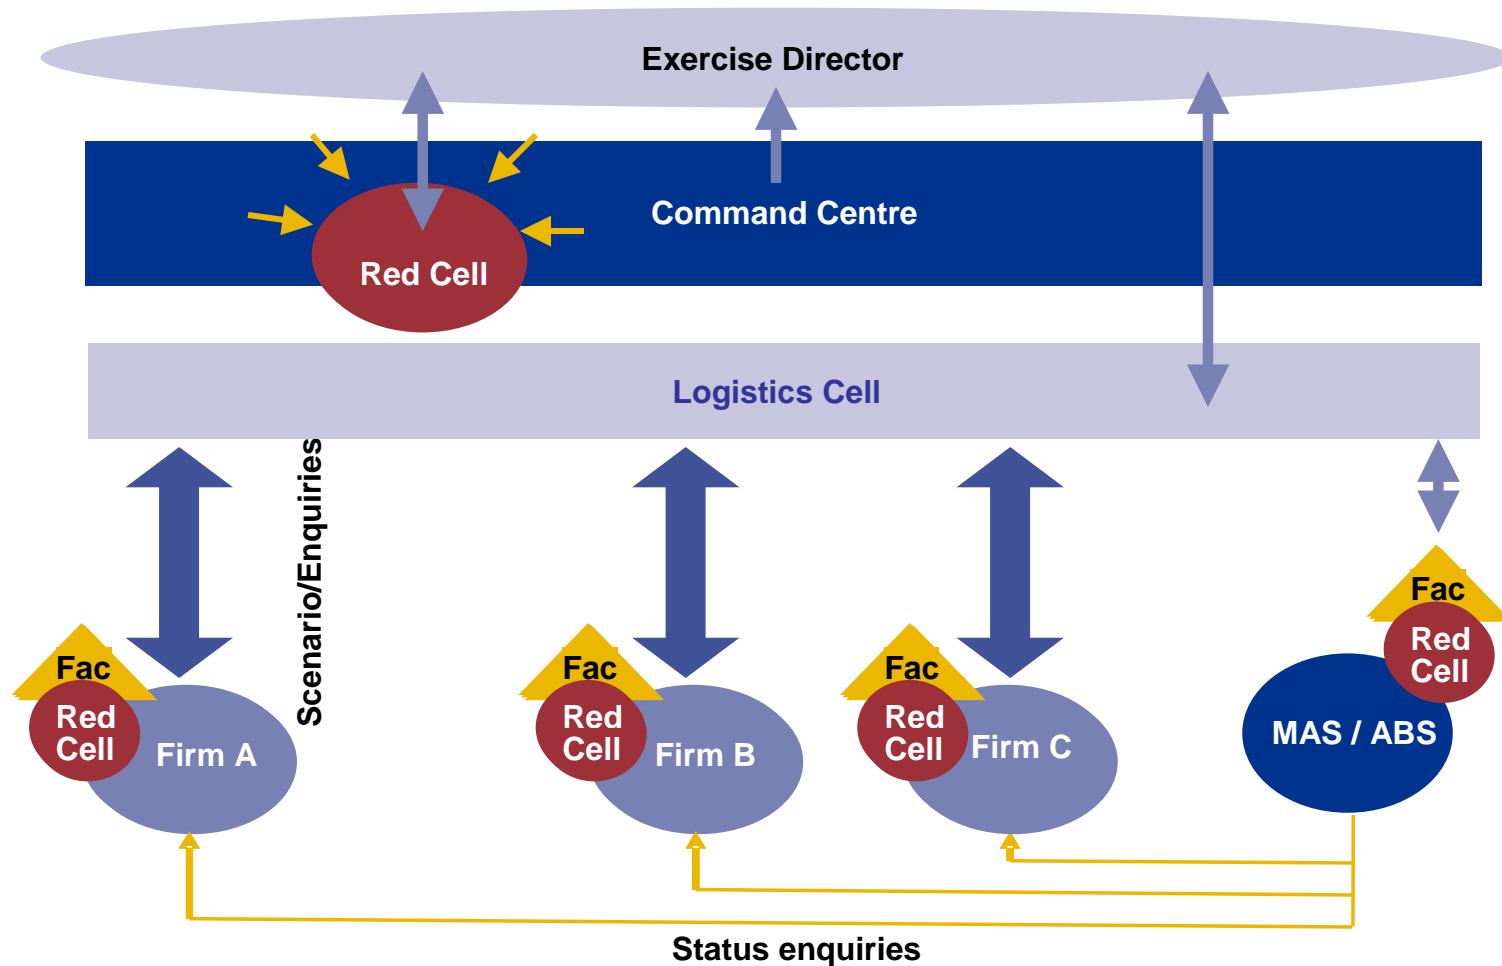 Exercise Director
Command Centre
Red Cell
Logistics Cell
Scenario/Enquiries
Fac
Red
Cell
Firm A
Fac
Red
Cell
Firm B
Fac
Red
Cell
Firm C
Fac
Red
Cell
MAS / ABS
Status enquiries